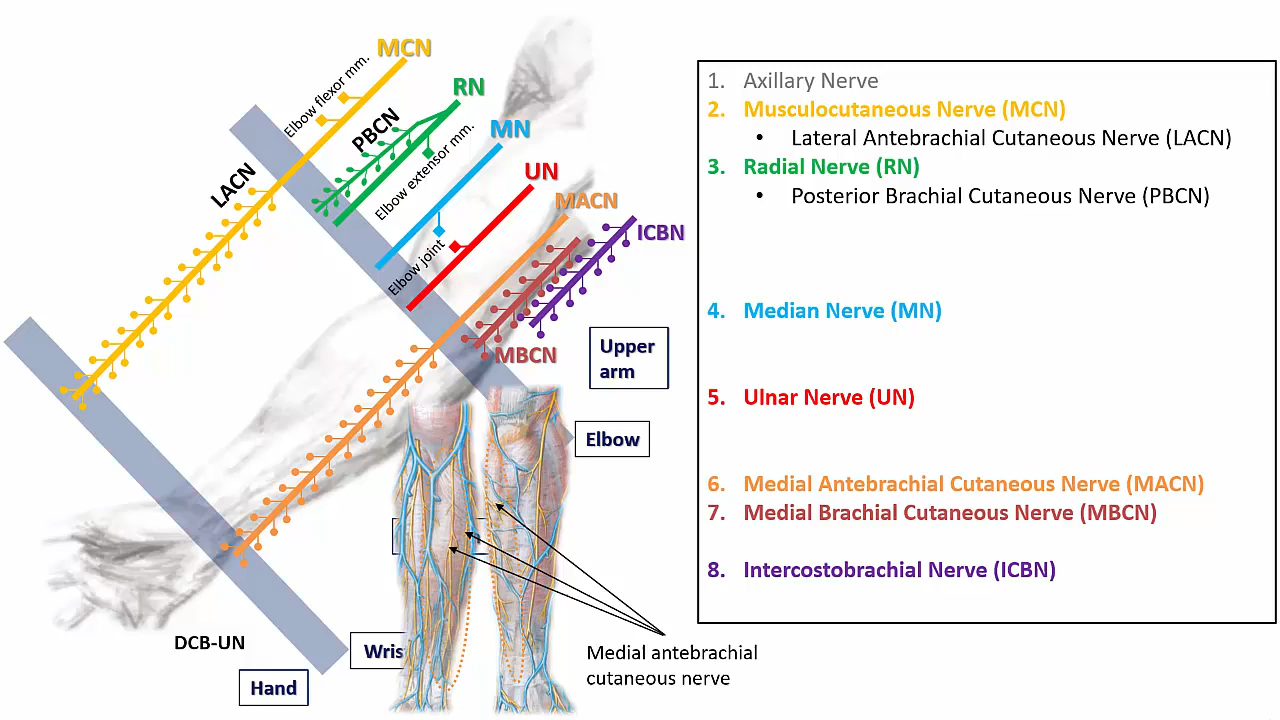 MCN
Elbow flexor mm.
RN
PBCN
Elbow extensor mm.
MN
LACN
UN
MACN
ICBN
Elbow joint
MBCN
Upper
arm
Elbow
Wris
DCB-UN
Hand
Medial antebrachial
cutaneous nerve
1. Axillary Nerve
2. Musculocutaneous Nerve (MCN)
• Lateral Antebrachial Cutaneous Nerve (LACN)
3. Radial Nerve (RN)
• Posterior Brachial Cutaneous Nerve (PBCN)
4. Median Nerve (MN)
5. Ulnar Nerve (UN)
6. Medial Antebrachial Cutaneous Nerve (MACN)
7. Medial Brachial Cutaneous Nerve (MBCN)
8. Intercostobrachial Nerve (ICBN)